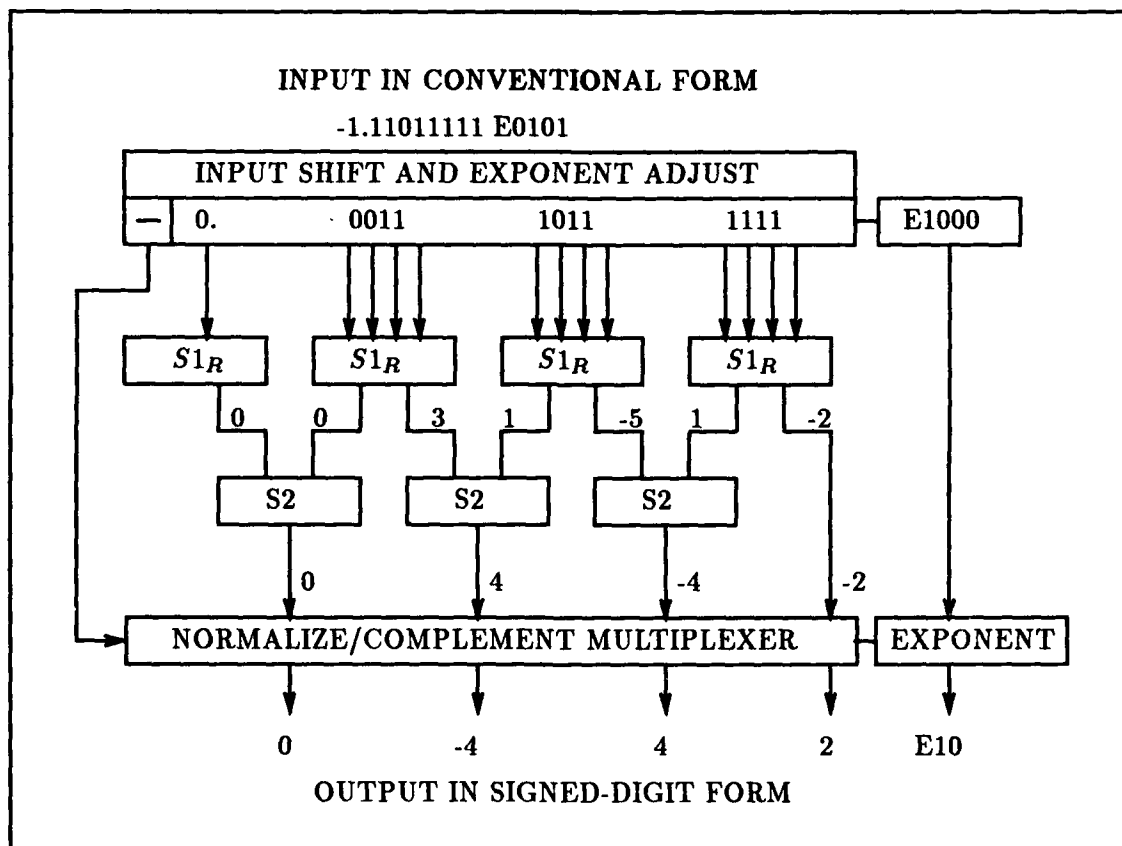 INPUT IN CONVENTIONAL FORM
-1.11011111 E0101
INPUT SHIFT AND EXPONENT ADJUST
— 0. 0011 1011 1111 E1000
S1R S1R S1R S1R
0 0 3 1 -5 1 -2
S2 S2 S2
0 4 -4 -2
NORMALIZE/COMPLEMENT MULTIPLEXER EXPONENT
0 -4 4 2 E10
OUTPUT IN SIGNED-DIGIT FORM